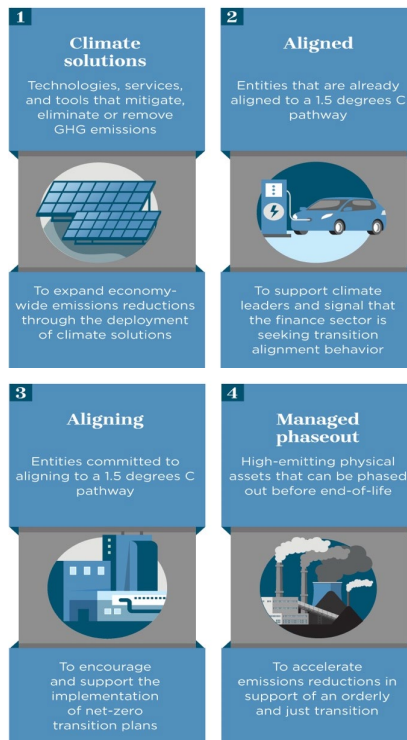 1
Climate
solutions
Technologies, services,
and tools that mitigate,
eliminate or remove
GHG emissions
To expand economy-
wide emissions reductions
through the deployment
of climate solutions
2
Aligned
Entities that are already
aligned to a 1.5 degrees C
pathway
To support climate
leaders and signal that
the finance sector is
seeking transition
alignment behavior
3
Aligning
Entities committed to
aligning to a 1.5 degrees C
pathway
To encourage
and support the
implementation
of net-zero
transition plans
4
Managed
phaseout
High-emitting physical
assets that can be phased
out before end-of-life
To accelerate
emissions reductions in
support of an orderly
and just transition